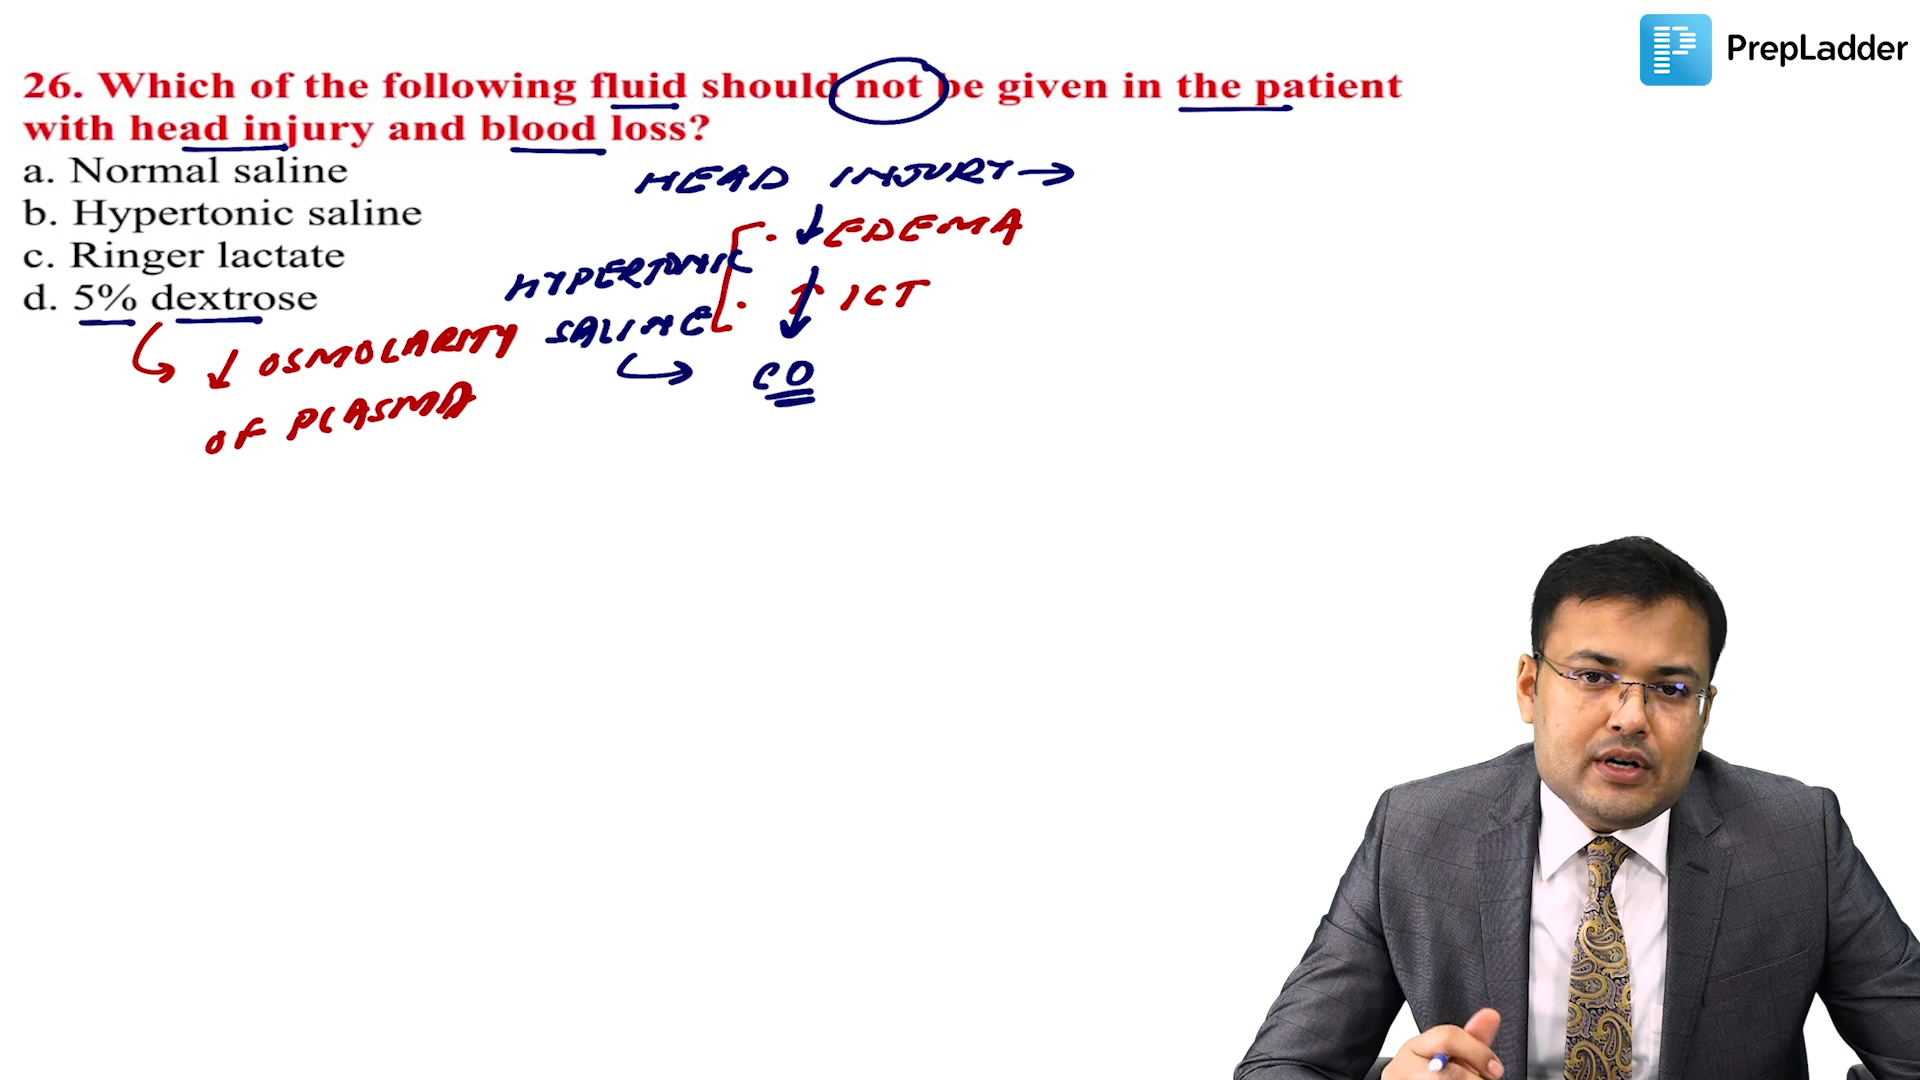 PrepLadder
26. Which of the following fluid should not be given in the patient
with head injury and blood loss?
a. Normal saline
b. Hypertonic saline
c. Ringer lactate
d. 5% dextrose
HEAD INJURY →
↓ EDEMA
HYPERTONIC
SALINE
↑ ICT
CO
↓ OSMOLARITY
OF PLASMA